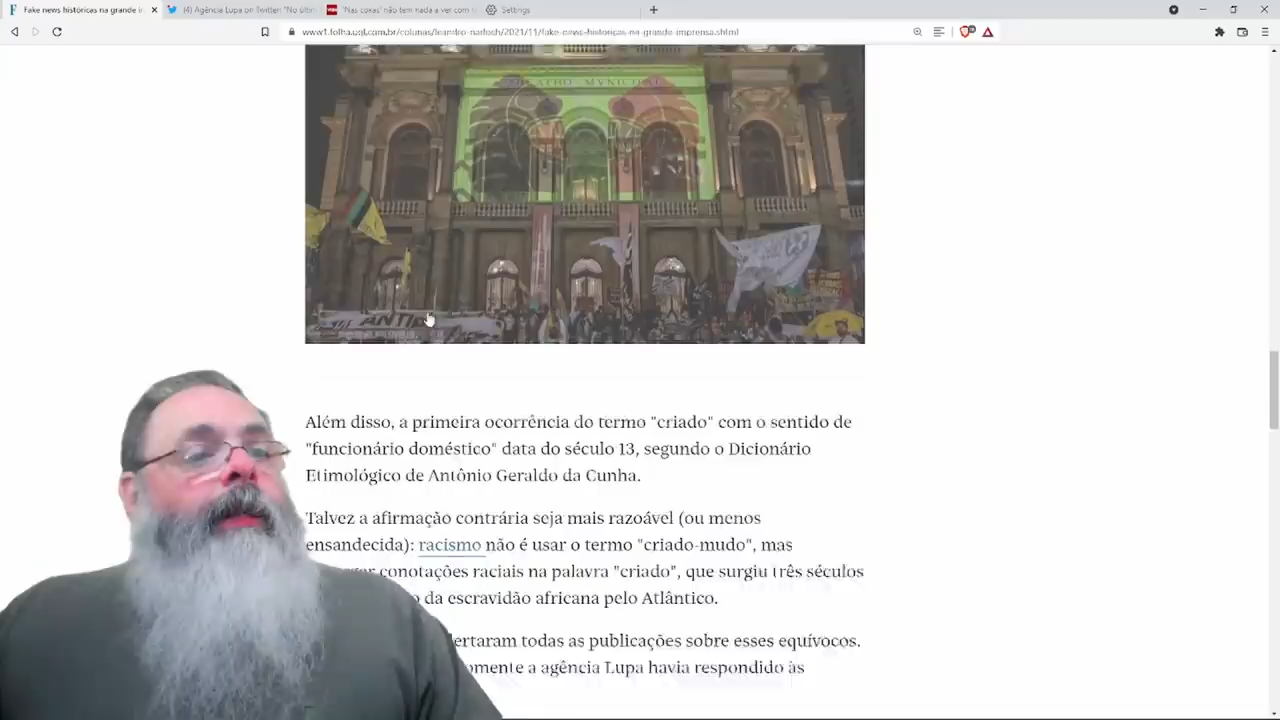 Fake news históricas na grande i
(4) Agência Lupa on Twitter: "No últi
'Nas coxas' não tem nada a ver com
Settings
www1.folha.uol.com.br/colunas/leandro-narloch/2021/11/fake-news-historicas-na-grande-imprensa.shtml
THEATRO MVNICIPAL
Além disso, a primeira ocorrência do termo "criado" com o sentido de
"funcionário doméstico" data do século 13, segundo o Dicionário
Etimológico de Antônio Geraldo da Cunha.
Talvez a afirmação contrária seja mais razoável (ou menos
ensandecida): racismo não é usar o termo "criado-mudo", mas
conotações raciais na palavra "criado", que surgiu três séculos
da escravidão africana pelo Atlântico.
lertaram todas as publicações sobre esses equívocos.
omente a agência Lupa havia respondido às